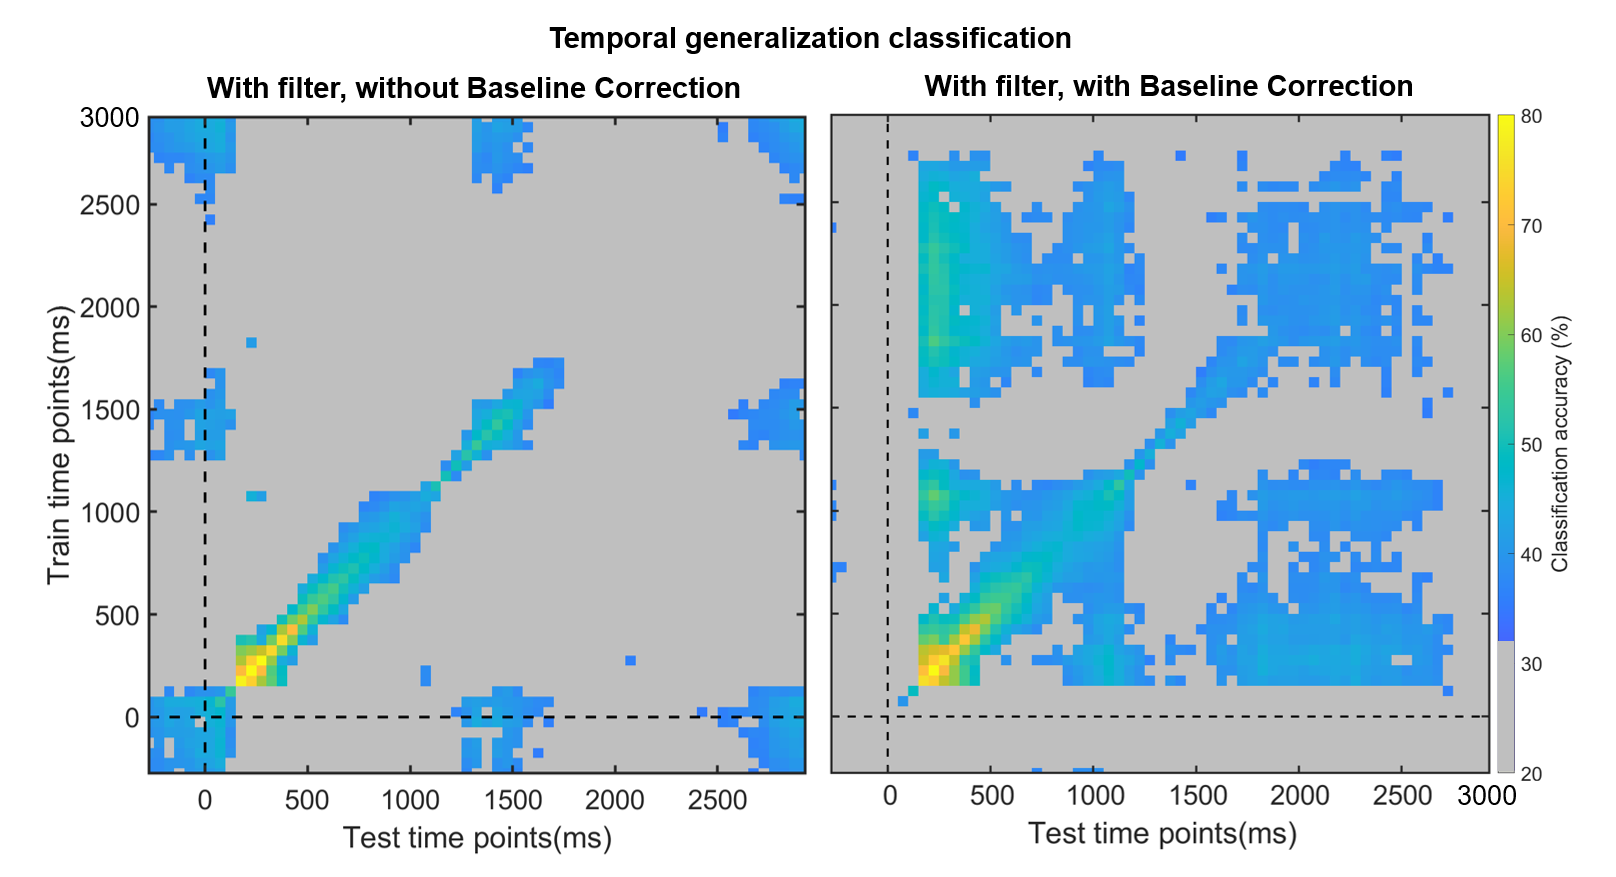 Temporal generalization classification
With filter, without Baseline Correction
With filter, with Baseline Correction
3000
2500
2000
1500
1000
500
0
Train time points(ms)
0 500 1000 1500 2000 2500
Test time points(ms)
0 500 1000 1500 2000 2500 3000
Test time points(ms)
80
70
60
50
40
30
20
Classification accuracy (%)